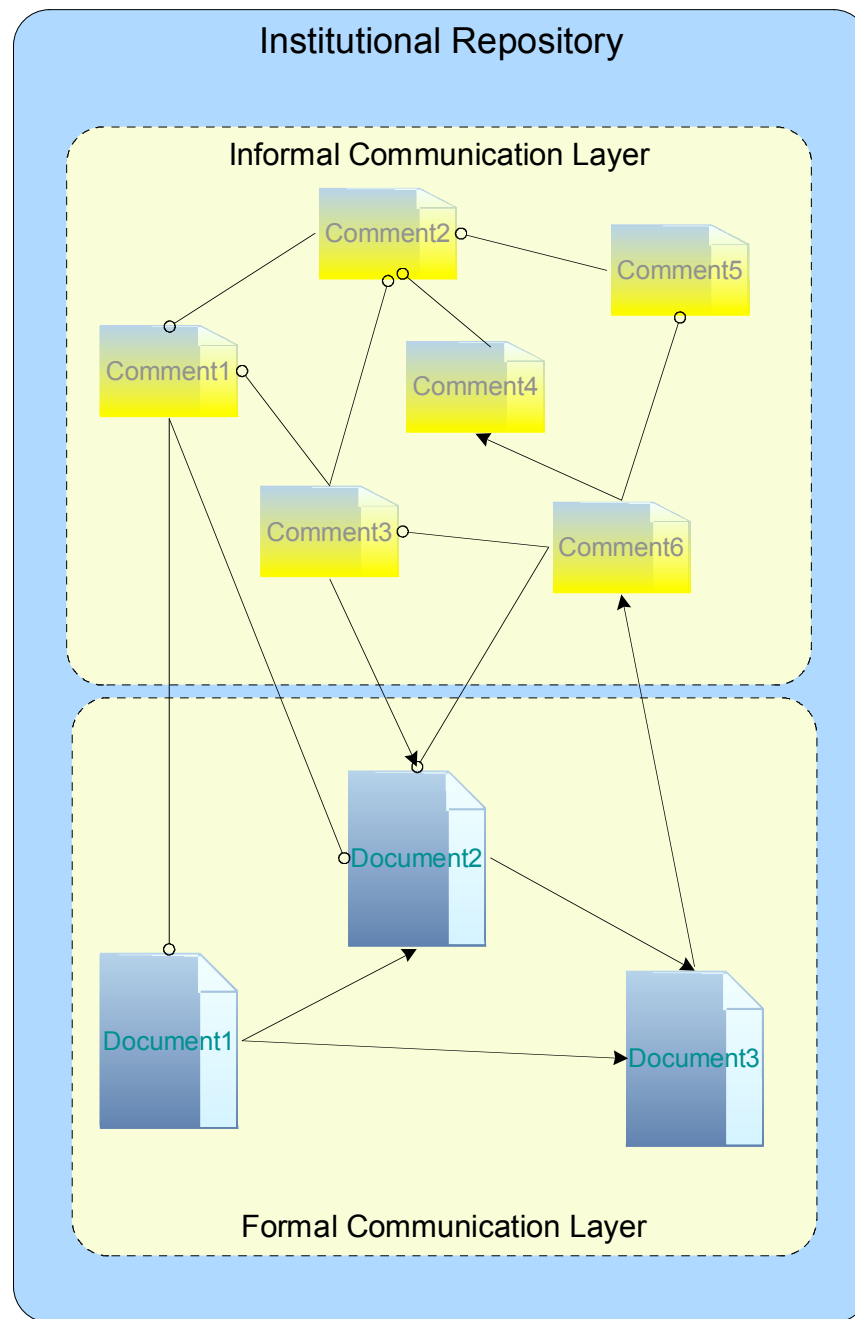 Institutional Repository
Informal Communication Layer
Comment2
Comment5
Comment1
Comment4
Comment3
Comment6
Document2
Document1
Document3
Formal Communication Layer